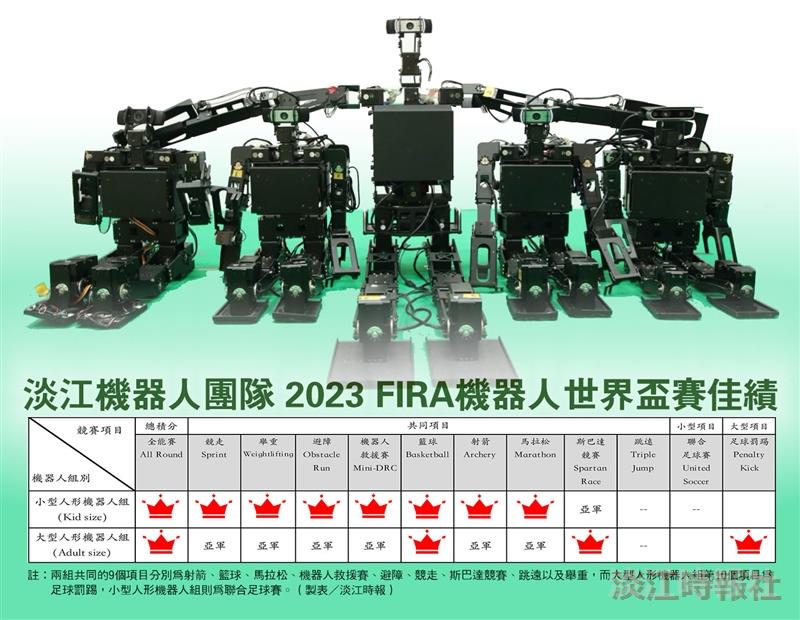 淡江機器人團隊 2023 FIRA機器人世界盃賽佳績
競賽項目
機器人組別
總積分
共同項目
小型項目
大型項目
全能賽
All Round
競走
Sprint
舉重
Weightlifting
避障
Obstacle
Run
機器人
救援賽
Mini-DRC
籃球
Basketball
射箭
Archery
馬拉松
Marathon
斯巴達
競賽
Spartan
Race
跳遠
Triple
Jump
聯合
足球賽
United
Soccer
足球罰踢
Penalty
Kick
小型人形機器人組
(Kid size)
亞軍
--
--
大型人形機器人組
(Adult size)
亞軍
亞軍
亞軍
亞軍
亞軍
亞軍
--
註：兩組共同的9個項目分別為射箭、籃球、馬拉松、機器人救援賽、避障、競走、斯巴達競賽、跳遠以及舉重，而大型人形機器人組第10個項目為
足球罰踢，小型人形機器人組則為聯合足球賽。（製表／淡江時報）
淡江時報社